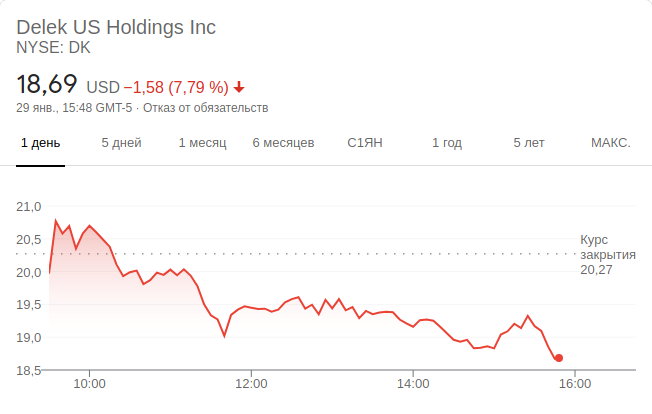 Delek US Holdings Inc
NYSE: DK
18,69 USD −1,58 (7,79 %)
29 янв., 15:48 GMT-5 · Отказ от обязательств
1 день 5 дней 1 месяц 6 месяцев С1ЯН 1 год 5 лет МАКС.
21,0
20,5
20,0
19,5
19,0
18,5
Курс
закрытия
20,27
10:00 12:00 14:00 16:00